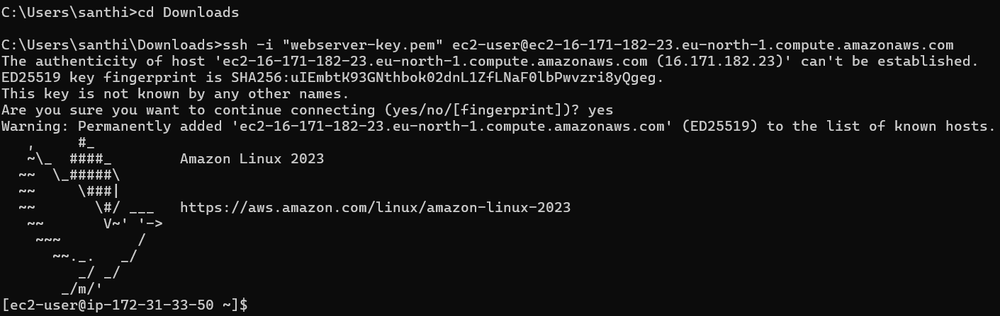 C:\Users\santhi>cd Downloads

C:\Users\santhi\Downloads>ssh -i "webserver-key.pem" ec2-user@ec2-16-171-182-23.eu-north-1.compute.amazonaws.com
The authenticity of host 'ec2-16-171-182-23.eu-north-1.compute.amazonaws.com (16.171.182.23)' can't be established.
ED25519 key fingerprint is SHA256:uIEmbtK93GNthbok02dnL1ZfLNaF0lbPwvzri8yQgeg.
This key is not known by any other names.
Are you sure you want to continue connecting (yes/no/[fingerprint])? yes
Warning: Permanently added 'ec2-16-171-182-23.eu-north-1.compute.amazonaws.com' (ED25519) to the list of known hosts.
   ,     #_
   ~\_  ####_        Amazon Linux 2023
  ~~  \_#####\
  ~~     \###|
  ~~       \#/ ___   https://aws.amazon.com/linux/amazon-linux-2023
   ~~       V~' '->
    ~~~         /
      ~~._.   _/
         _/ _/
       _/m/'
[ec2-user@ip-172-31-33-50 ~]$